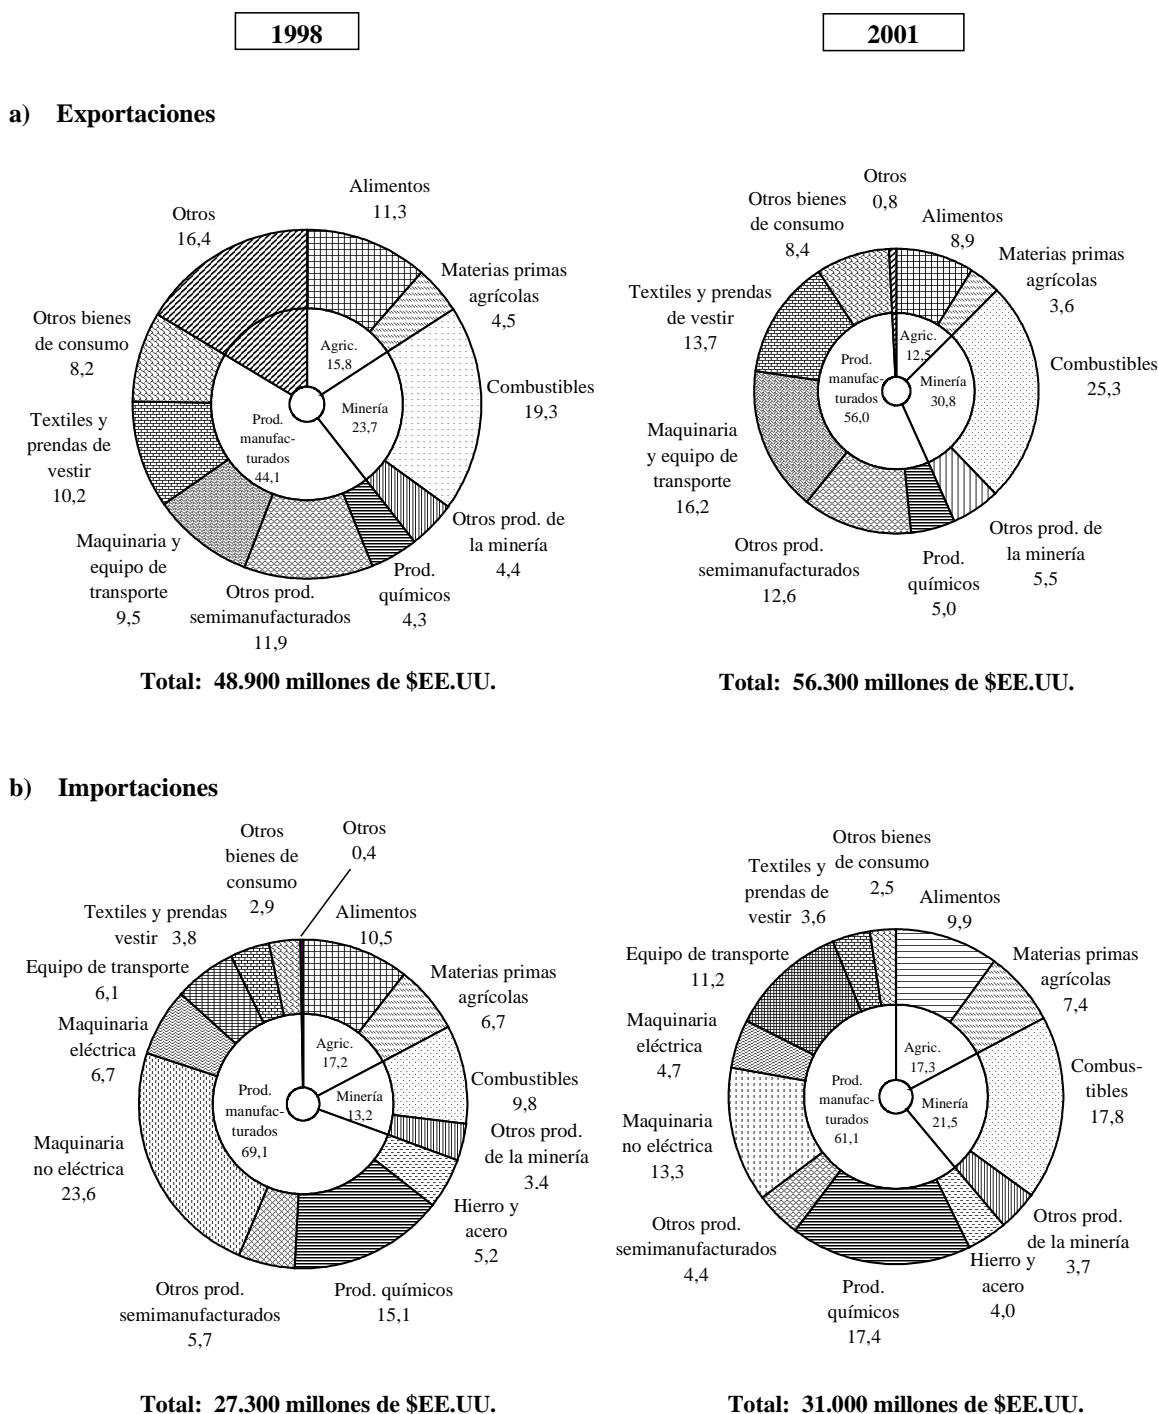 1998
2001
a) Exportaciones
Otros
16,4
Alimentos
11,3
Materias primas
agrícolas
4,5
Combustibles
19,3
Otros prod. de
la minería
4,4
Prod.
químicos
4,3
Otros prod.
semimanufacturados
11,9
Maquinaria y
equipo de
transporte
9,5
Textiles y
prendas de
vestir
10,2
Otros bienes
de consumo
8,2
Agric.
15,8
Minería
23,7
Prod.
manufac-
turados
44,1
Total: 48.900 millones de $EE.UU.
Otros
0,8
Alimentos
8,9
Materias primas
agrícolas
3,6
Combustibles
25,3
Otros prod. de
la minería
5,5
Prod.
químicos
5,0
Otros prod.
semimanufacturados
12,6
Maquinaria
y equipo de
transporte
16,2
Textiles y prendas
de vestir
13,7
Otros bienes
de consumo
8,4
Agric.
12,5
Minería
30,8
Prod.
manufac-
turados
56,0
Total: 56.300 millones de $EE.UU.
b) Importaciones
Otros
0,4
Alimentos
10,5
Materias primas
agrícolas
6,7
Combustibles
9,8
Otros prod.
de la minería
3.4
Hierro y
acero
5,2
Prod. químicos
15,1
Otros prod.
semimanufacturados
5,7
Maquinaria
no eléctrica
23,6
Maquinaria
eléctrica
6,7
Equipo de transporte
6,1
Textiles y prendas
vestir 3,8
Otros
bienes de
consumo
2,9
Agric.
17,2
Minería
13,2
Prod.
manufac-
turados
69,1
Total: 27.300 millones de $EE.UU.
Otros bienes
de consumo
2,5
Alimentos
9,9
Materias primas
agrícolas
7,4
Combus-
tibles
17,8
Otros prod.
de la minería
3,7
Hierro y
acero
4,0
Prod.
químicos
17,4
Otros prod.
semimanufacturados
4,4
Maquinaria
no eléctrica
13,3
Maquinaria
eléctrica
4,7
Equipo de transporte
11,2
Textiles y
prendas de
vestir 3,6
Agric.
17,3
Minería
21,5
Prod.
manufac-
turados
61,1
Total: 31.000 millones de $EE.UU.